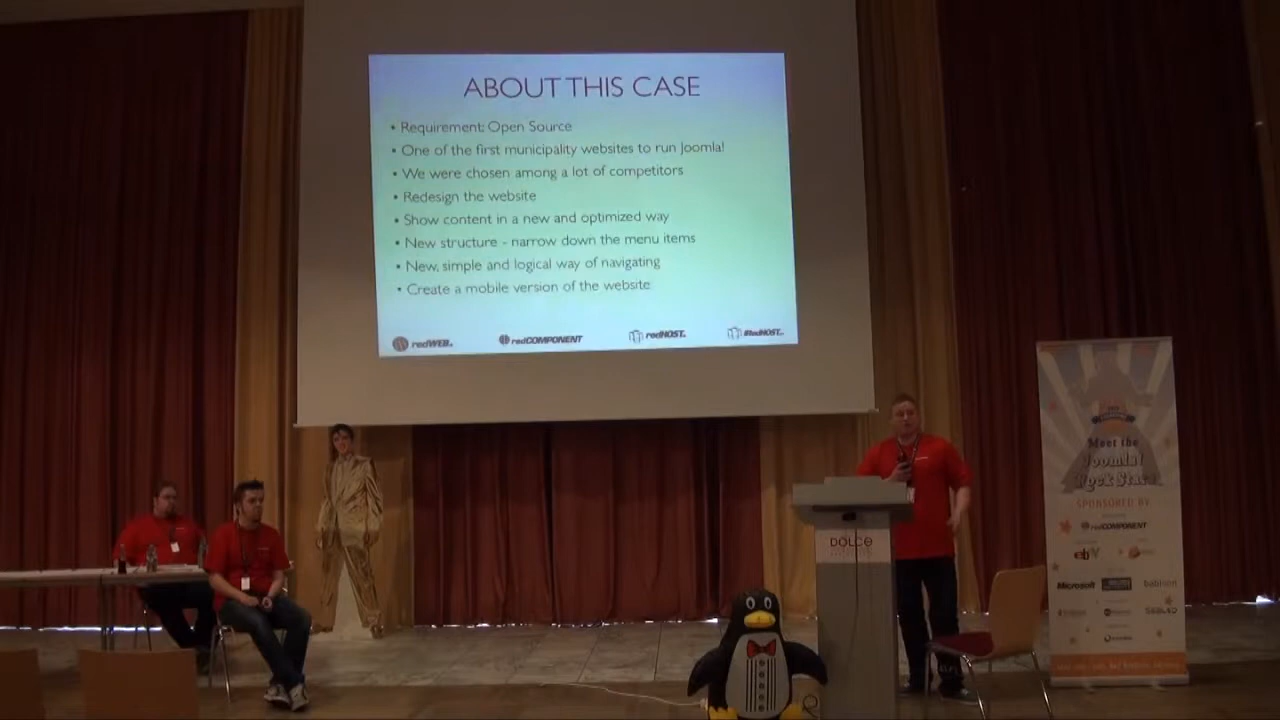 ABOUT THIS CASE
• Requirement: Open Source
• One of the first municipality websites to run Joomla!
• We were chosen among a lot of competitors
• Redesign the website
• Show content in a new and optimized way
• New structure - narrow down the menu items
• New, simple and logical way of navigating
• Create a mobile version of the website
redWEB
redCOMPONENT
redHOST
DOLCE
Meet the
Joomla!
Rock Stars
SPONSORED BY
redCOMPONENT
ebY
Microsoft